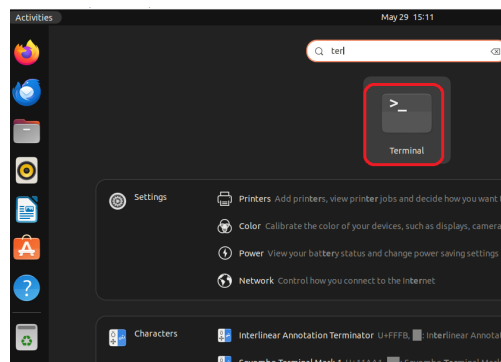 Activities
May 29 15:11
ter
>_
Terminal
Settings
Printers Add printers, view printer jobs and decide how you want
Color Calibrate the color of your devices, such as displays, camera
Power View your battery status and change power saving settings
Network Control how you connect to the Internet
Characters
Interlinear Annotation Terminator U+FFFB, : Interlinear Annotat